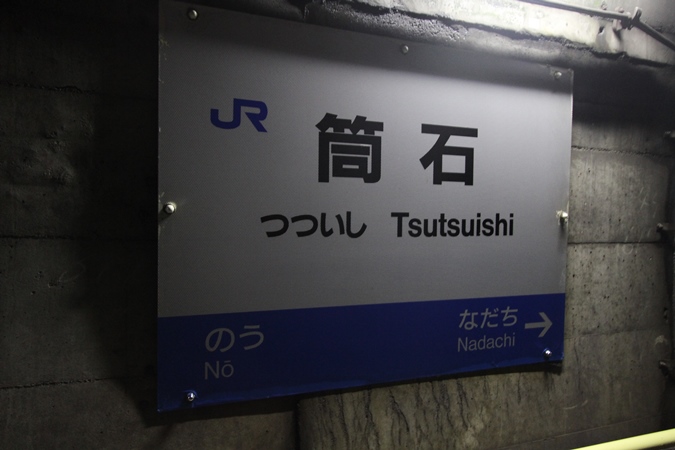 JR
筒石
つついし Tsutsuishi
のう
Nō
なだち →
Nadachi